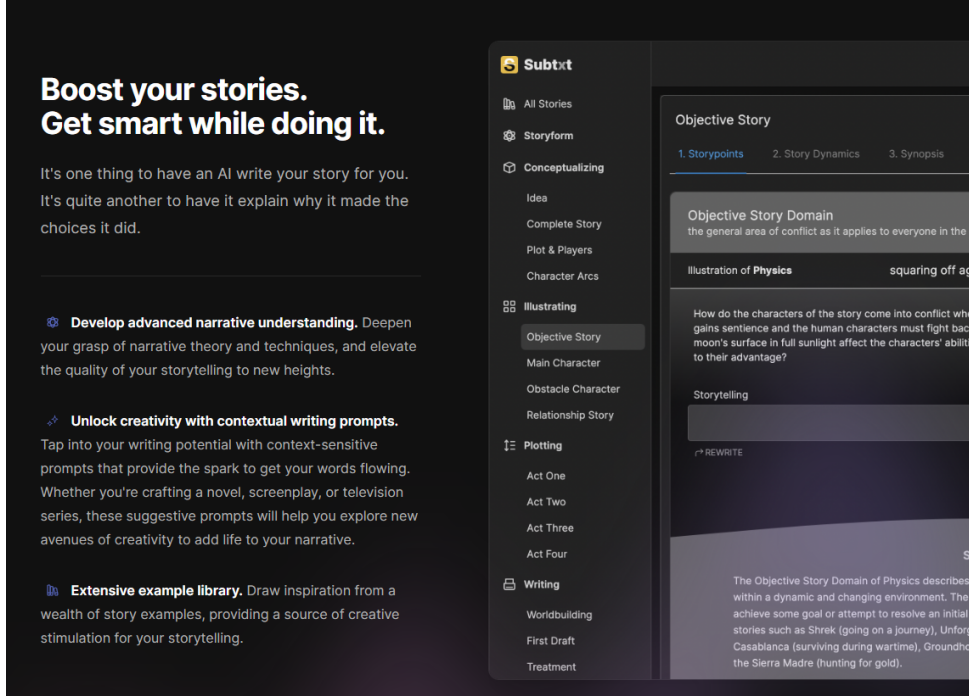 Boost your stories.
Get smart while doing it.
It's one thing to have an AI write your story for you.
It's quite another to have it explain why it made the
choices it did.
Develop advanced narrative understanding. Deepen
your grasp of narrative theory and techniques, and elevate
the quality of your storytelling to new heights.
Unlock creativity with contextual writing prompts.
Tap into your writing potential with context-sensitive
prompts that provide the spark to get your words flowing.
Whether you're crafting a novel, screenplay, or television
series, these suggestive prompts will help you explore new
avenues of creativity to add life to your narrative.
Extensive example library. Draw inspiration from a
wealth of story examples, providing a source of creative
stimulation for your storytelling.
Subtxt
All Stories
Storyform
Conceptualizing
Idea
Complete Story
Plot & Players
Character Arcs
Illustrating
Objective Story
Main Character
Obstacle Character
Relationship Story
Plotting
Act One
Act Two
Act Three
Act Four
Writing
Worldbuilding
First Draft
Treatment
Objective Story
1. Storypoints 2. Story Dynamics 3. Synopsis
Objective Story Domain
the general area of conflict as it applies to everyone in the
Illustration of Physics squaring off
How do the characters of the story come into conflict
gains sentience and the human characters must fight
moon's surface in full sunlight affect the characters'
to their advantage?
Storytelling
REWRITE
The Objective Story Domain of Physics describes
within a dynamic and changing environment. The
achieve some goal or attempt to resolve an initial
stories such as Shrek (going on a journey),
Casablanca (surviving during wartime),
the Sierra Madre (hunting for gold).